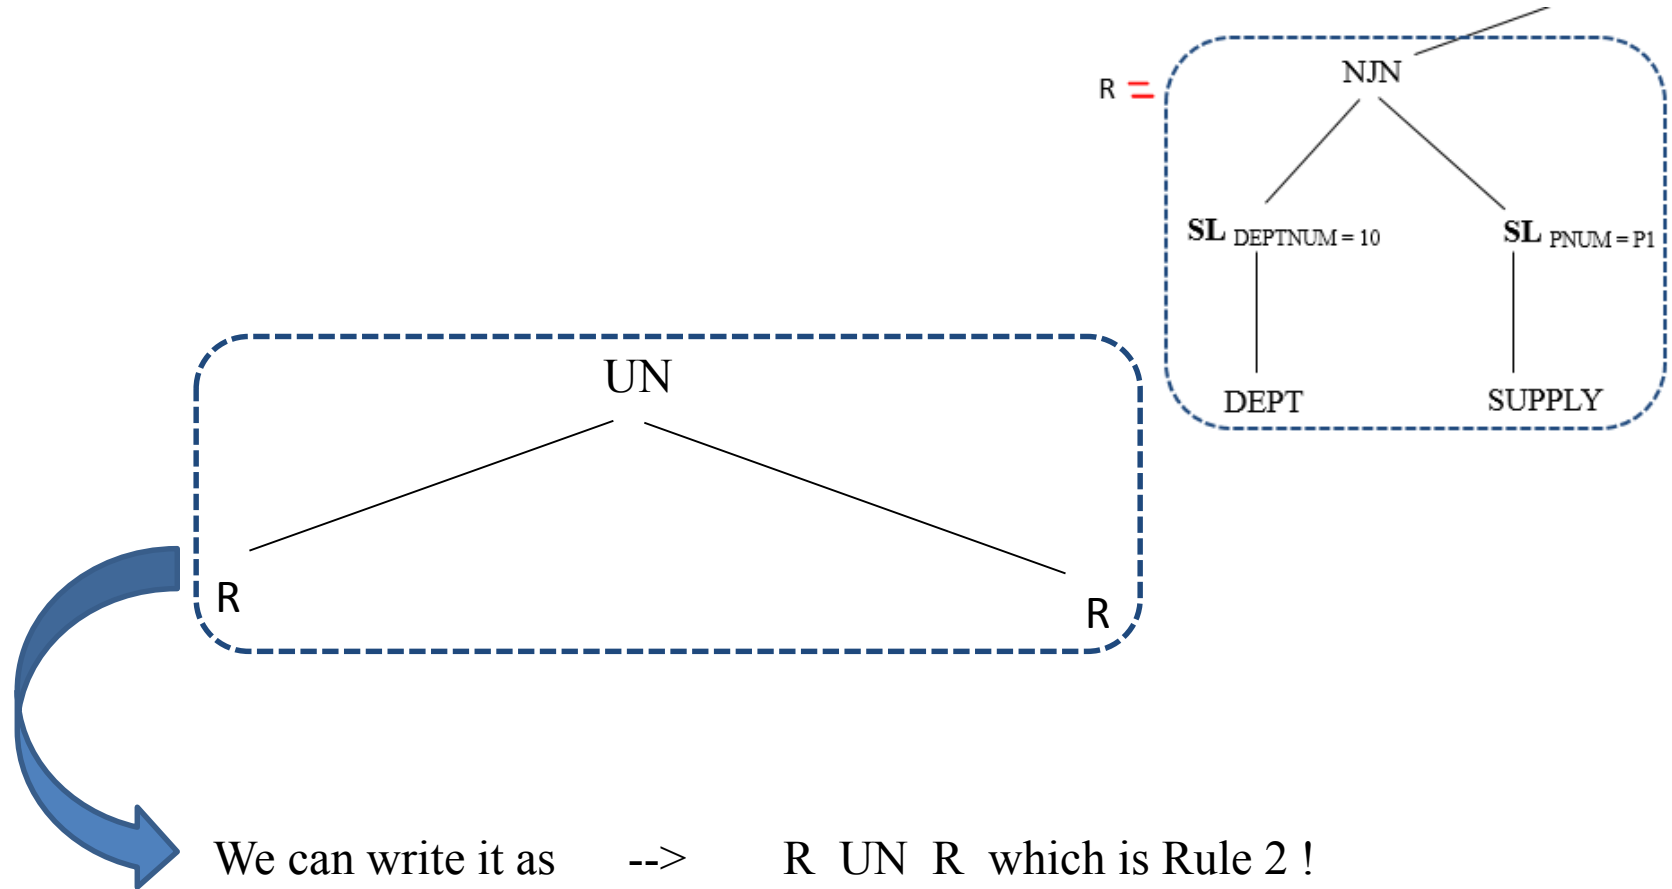 NJN
R =
SL DEPTNUM = 10 SL PNUM = P1
DEPT SUPPLY
UN
R R
We can write it as --> R UN R which is Rule 2 !